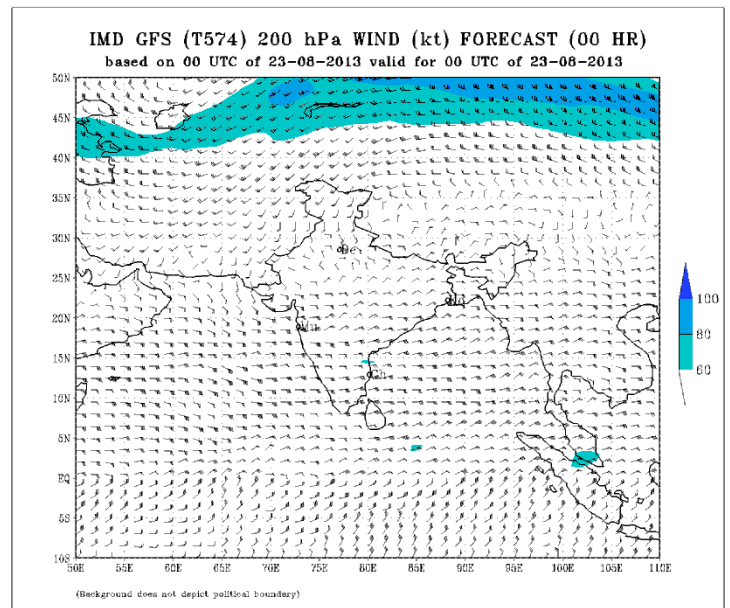 IMD GFS (T574) 200 hPa WIND (kt) FORECAST (00 HR)
based on 00 UTC of 23-08-2013 valid for 00 UTC of 23-08-2013
50N
45N
40N
35N
30N
25N
20N
15N
10N
5N
EQ
5S
10S
50E 55E 60E 65E 70E 75E 80E 85E 90E 95E 100E 105E 110E
100
80
60
(Background does not depict political boundary)